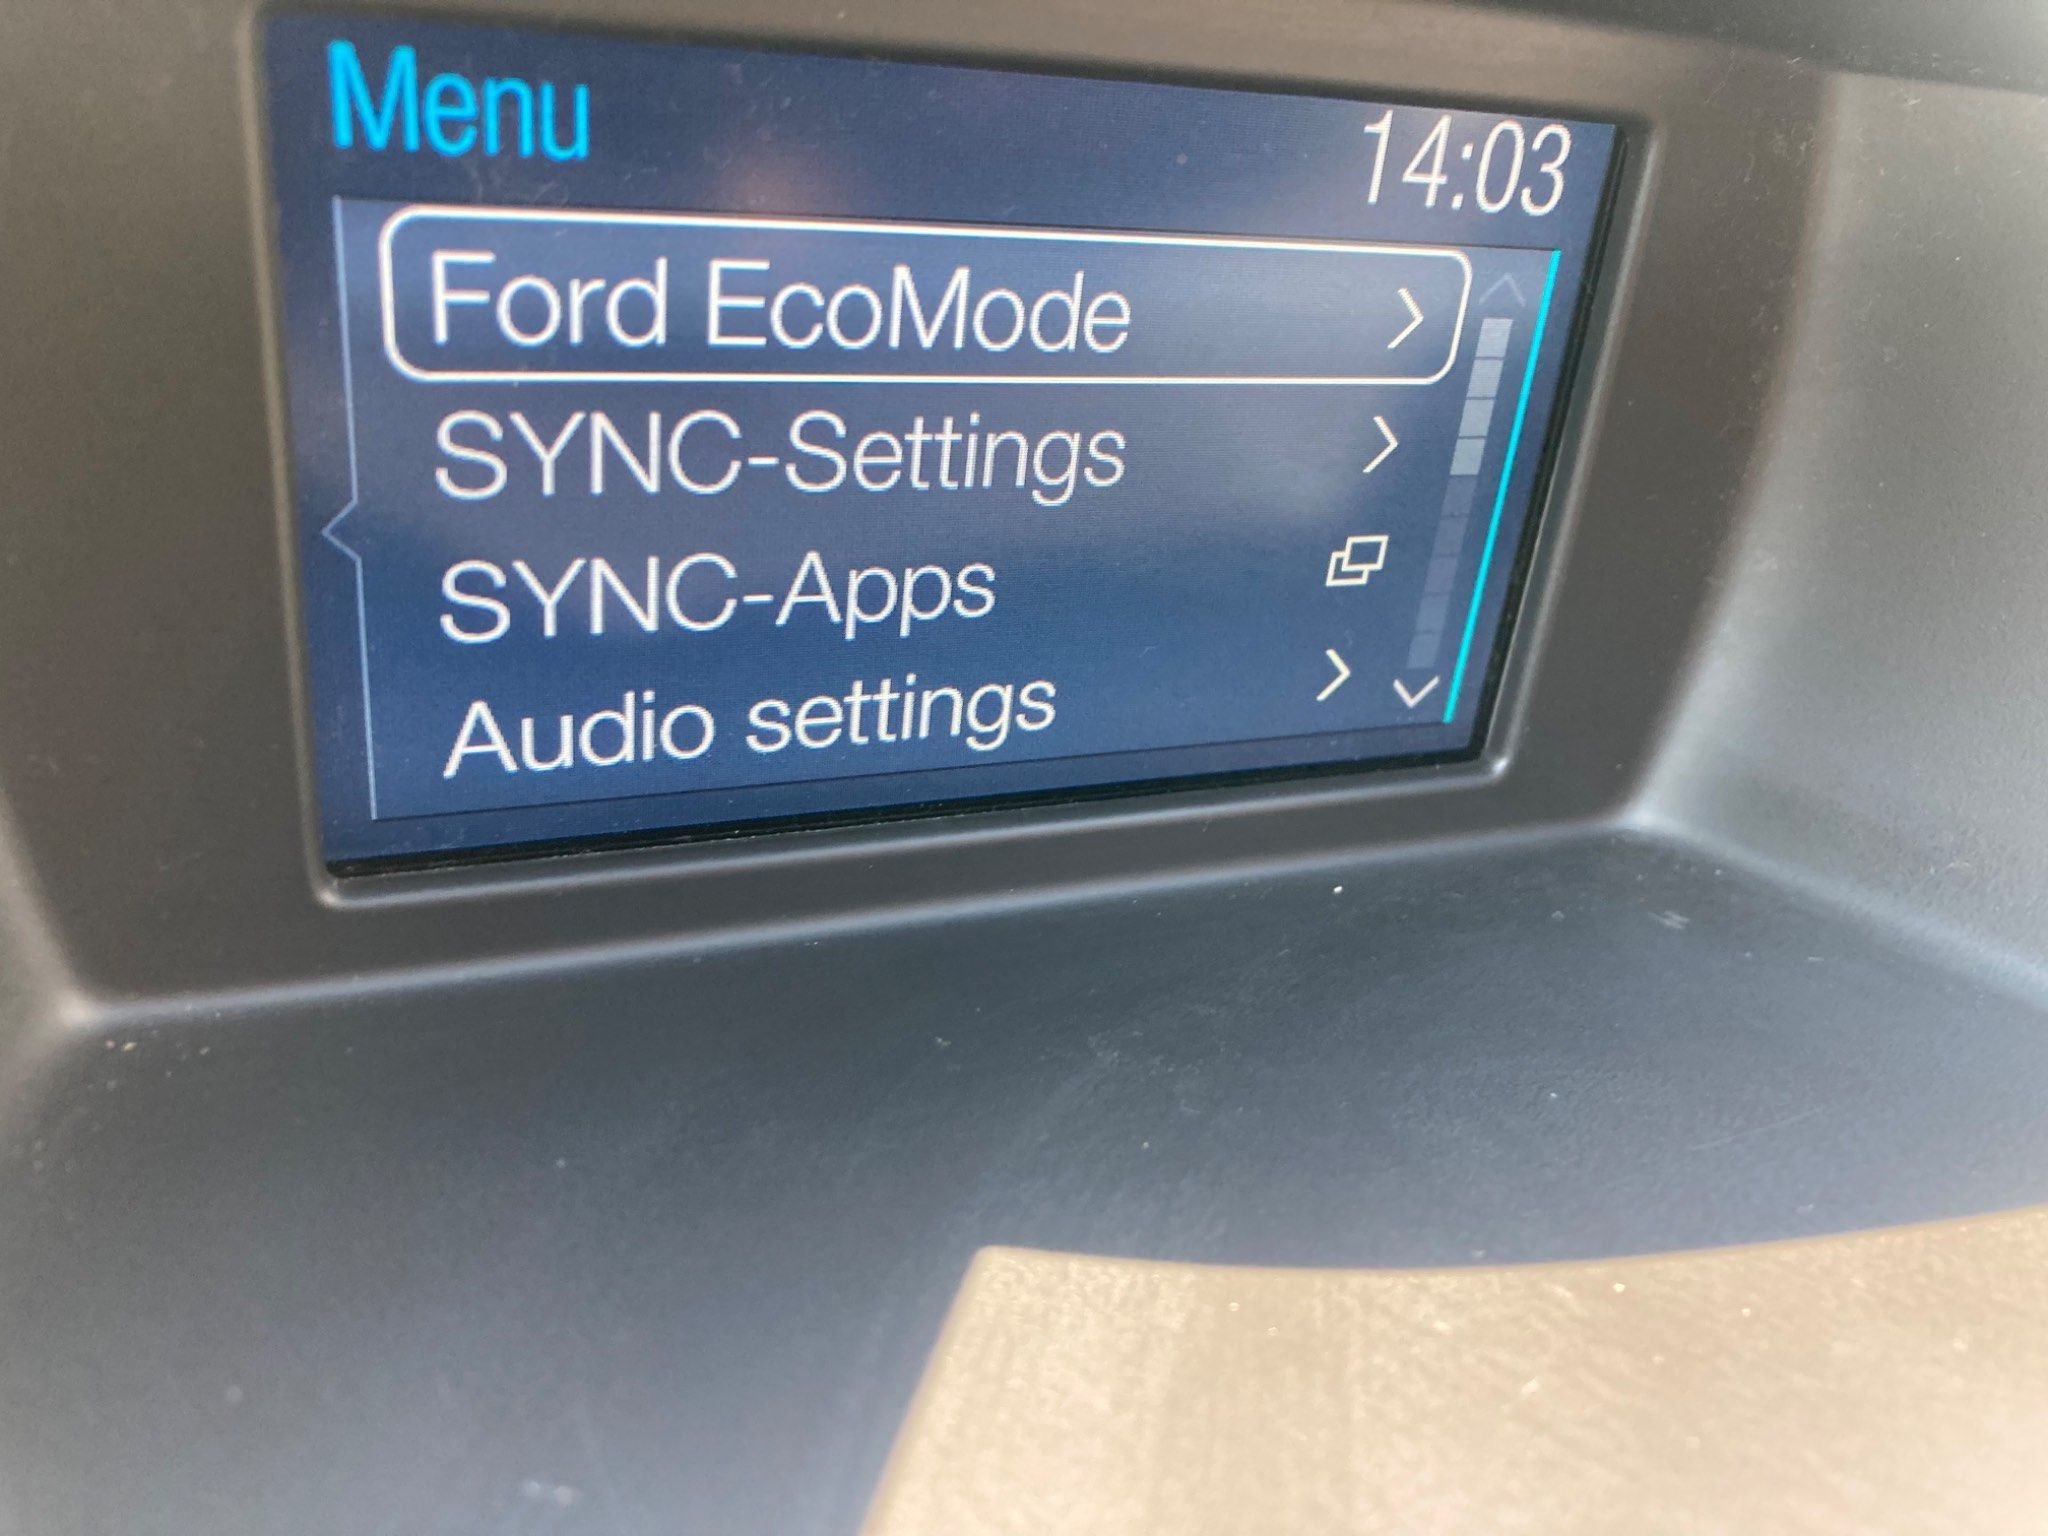 Menu
14:03
Ford EcoMode
SYNC-Settings
SYNC-Apps
Audio settings